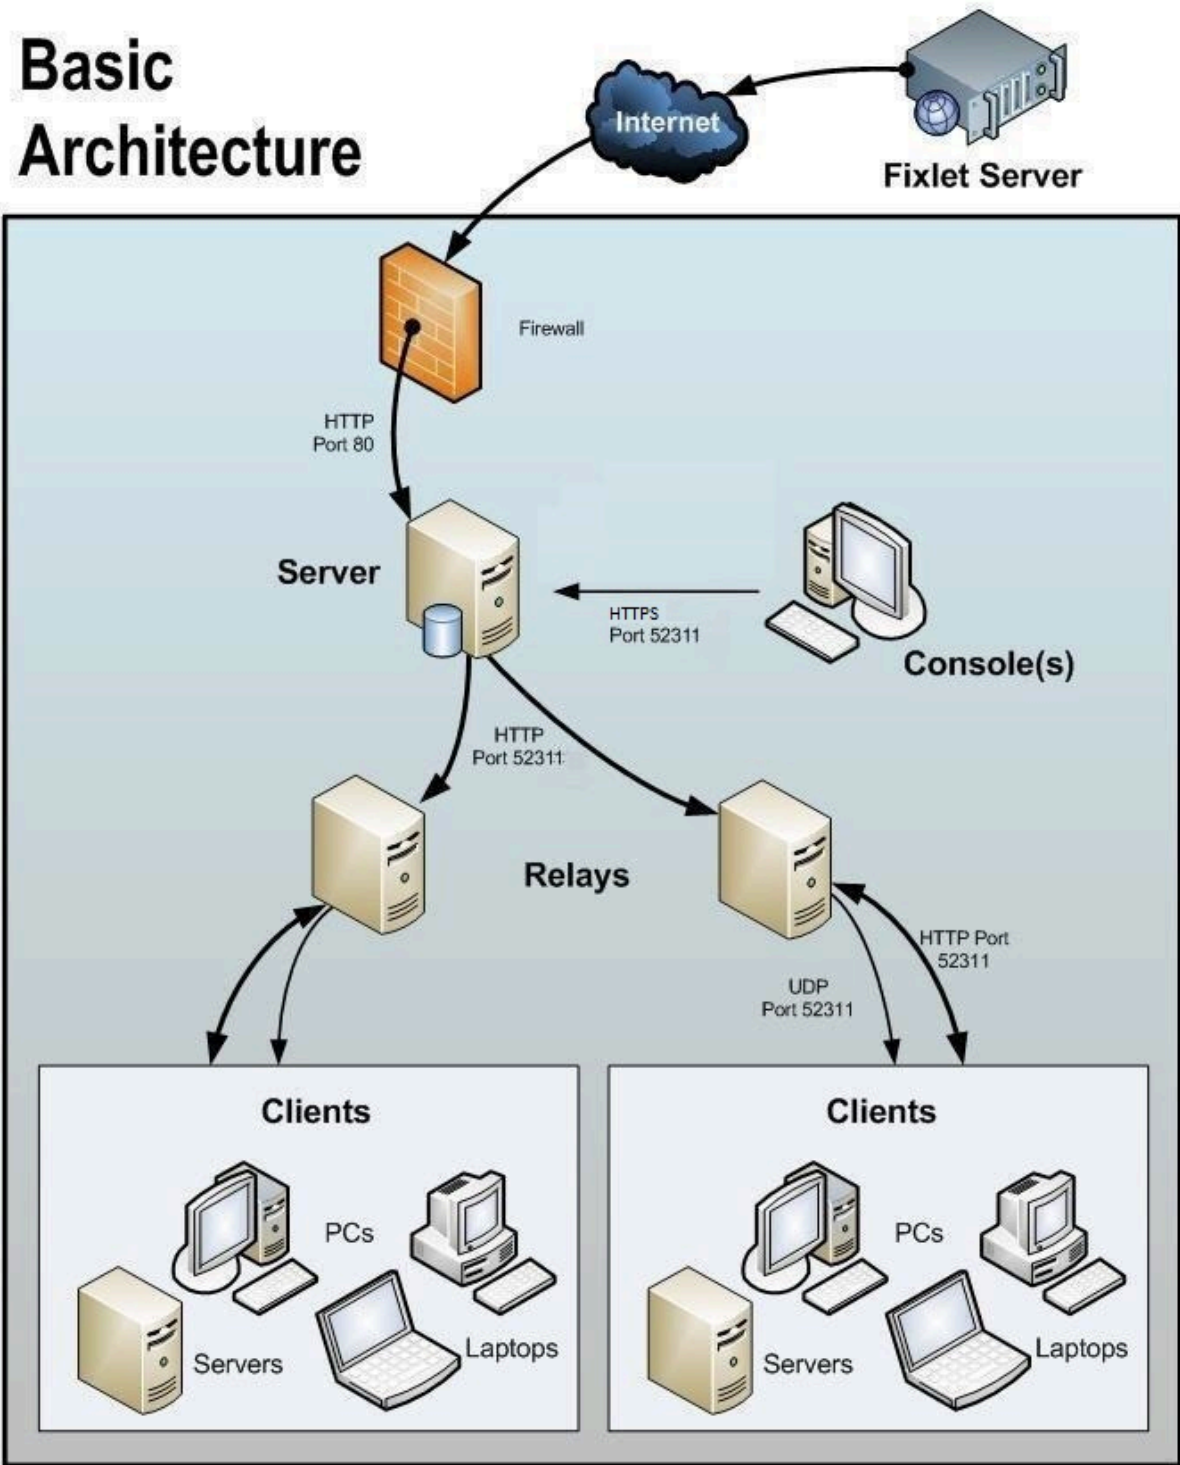 Basic
Architecture
Internet
Fixlet Server
Firewall
HTTP
Port 80
Server
HTTPS
Port 52311
Console(s)
HTTP
Port 52311
Relays
HTTP Port
52311
UDP
Port 52311
Clients
PCs
Servers
Laptops
Clients
PCs
Servers
Laptops